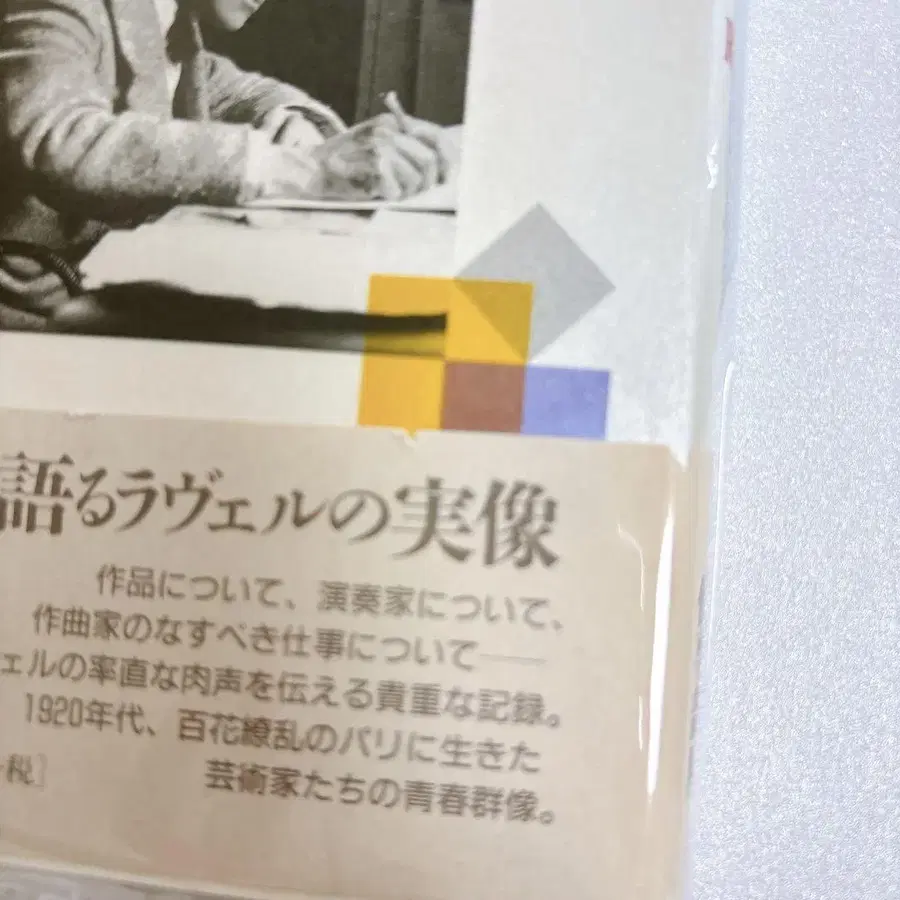 語るラヴェルの実像
作品について、演奏家について、
作曲家のなすべき仕事について——
ェルの率直な肉声を伝える貴重な記録。
1920年代、百花繚乱のパリに生きた
芸術家たちの青春群像。
税]